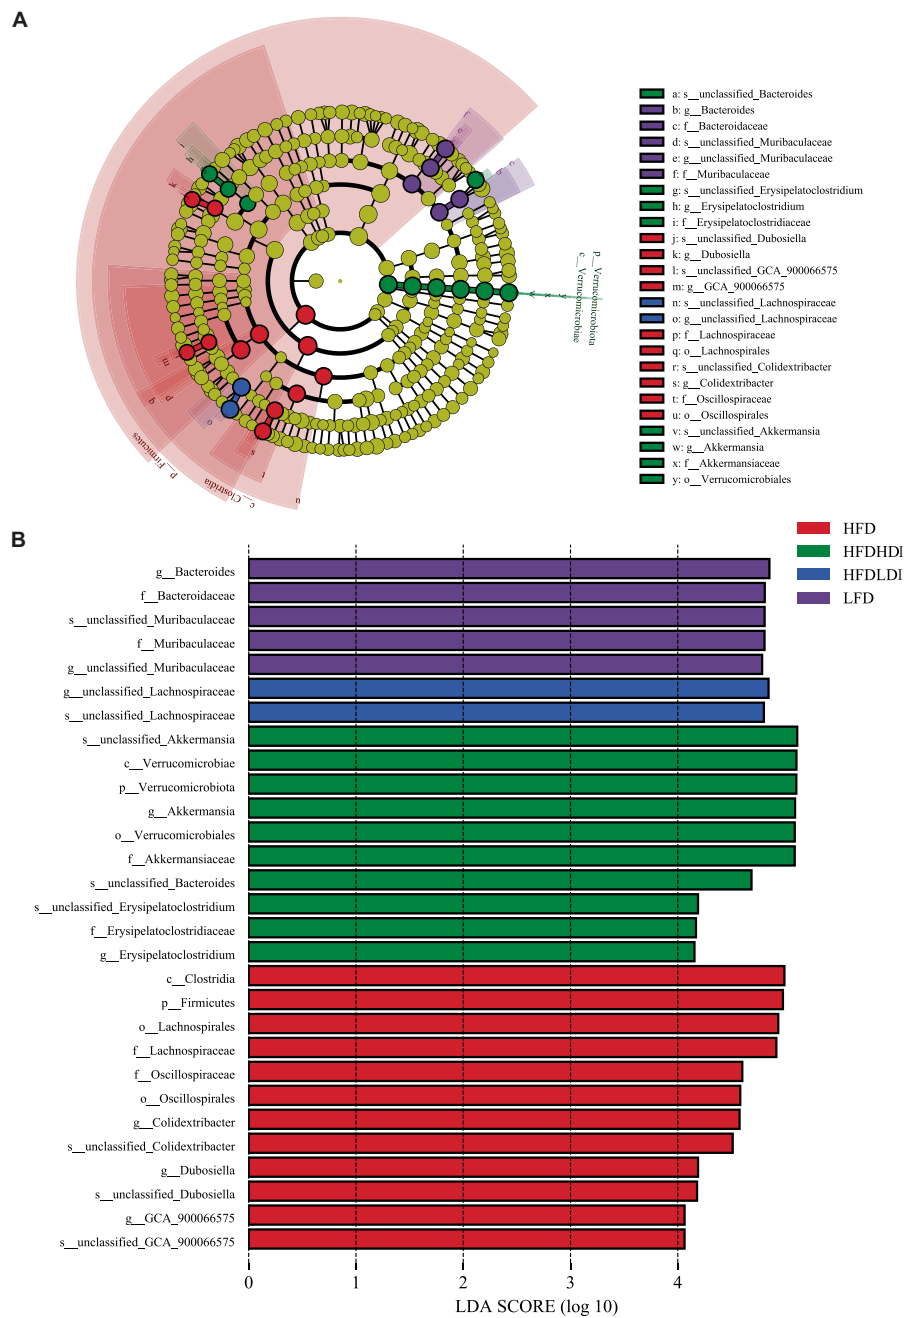 A
a: s__unclassified_Bacteroides
b: g__Bacteroides
c: f__Bacteroidaceae
d: s__unclassified_Muribaculaceae
e: g__unclassified_Muribaculaceae
f: f__Muribaculaceae
g: s__unclassified_Erysipelatoclostridium
h: g__Erysipelatoclostridium
i: f__Erysipelatoclostridiaceae
j: s__unclassified_Dubosiella
k: g__Dubosiella
l: s__unclassified_GCA_900066575
m: g__GCA_900066575
n: s__unclassified_Lachnospiraceae
o: g__unclassified_Lachnospiraceae
p: f__Lachnospiraceae
q: o__Lachnospirales
r: s__unclassified_Colidextribacter
s: g__Colidextribacter
t: f__Oscillospiraceae
u: o__Oscillospirales
v: s__unclassified_Akkermansia
w: g__Akkermansia
x: f__Akkermansiaceae
y: o__Verrucomicrobiales
p__Verrucomicrobiota
c__Verrucomicrobiae
w
x
y
m
p
q
o
s
t
u
p__Firmicutes
c__Clostridia
B
HFD
HFDHDI
HFDLDI
LFD
g__Bacteroides
f__Bacteroidaceae
s__unclassified_Muribaculaceae
f__Muribaculaceae
g__unclassified_Muribaculaceae
g__unclassified_Lachnospiraceae
s__unclassified_Lachnospiraceae
s__unclassified_Akkermansia
c__Verrucomicrobiae
p__Verrucomicrobiota
g__Akkermansia
o__Verrucomicrobiales
f__Akkermansiaceae
s__unclassified_Bacteroides
s__unclassified_Erysipelatoclostridium
f__Erysipelatoclostridiaceae
g__Erysipelatoclostridium
c__Clostridia
p__Firmicutes
o__Lachnospirales
f__Lachnospiraceae
f__Oscillospiraceae
o__Oscillospirales
g__Colidextribacter
s__unclassified_Colidextribacter
g__Dubosiella
s__unclassified_Dubosiella
g__GCA_900066575
s__unclassified_GCA_900066575
0 1 2 3 4
LDA SCORE (log 10)